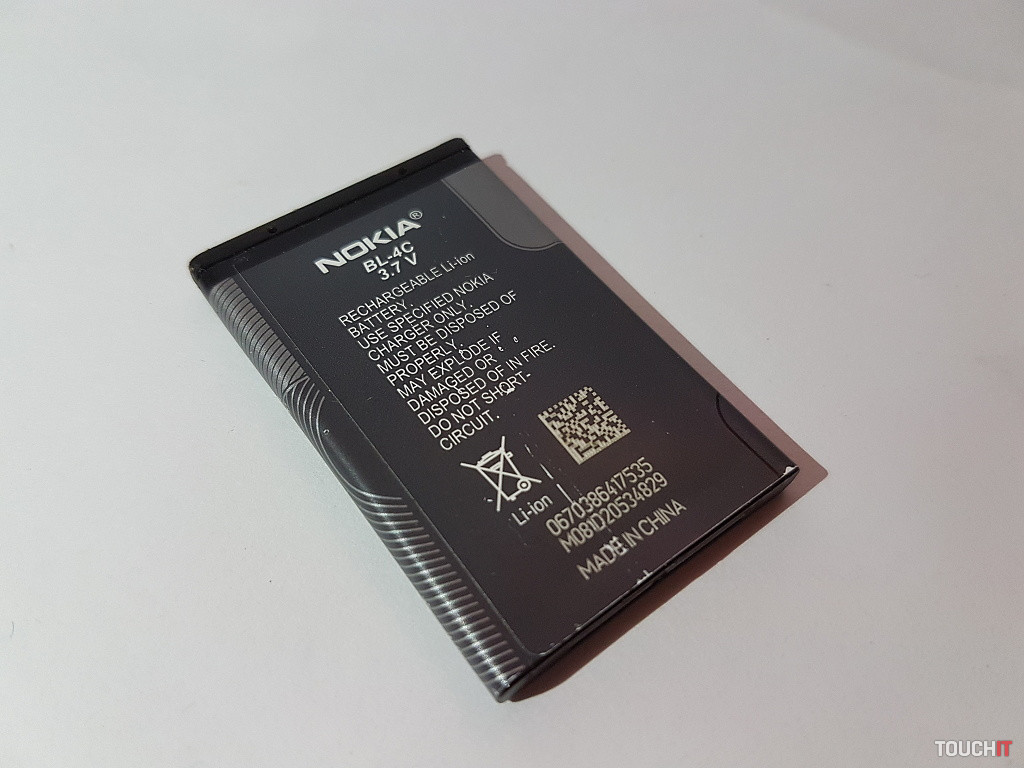 NOKIA®
BL-4C
3.7 V
RECHARGEABLE Li-ion
BATTERY.
USE SPECIFIED NOKIA
CHARGER ONLY.
MUST BE DISPOSED OF
PROPERLY.
MAY EXPLODE IF
DAMAGED OR
DISPOSED OF IN FIRE.
DO NOT SHORT-
CIRCUIT.
Li-ion
0670386417535
M081D20534829
MADE IN CHINA
TOUCHIT